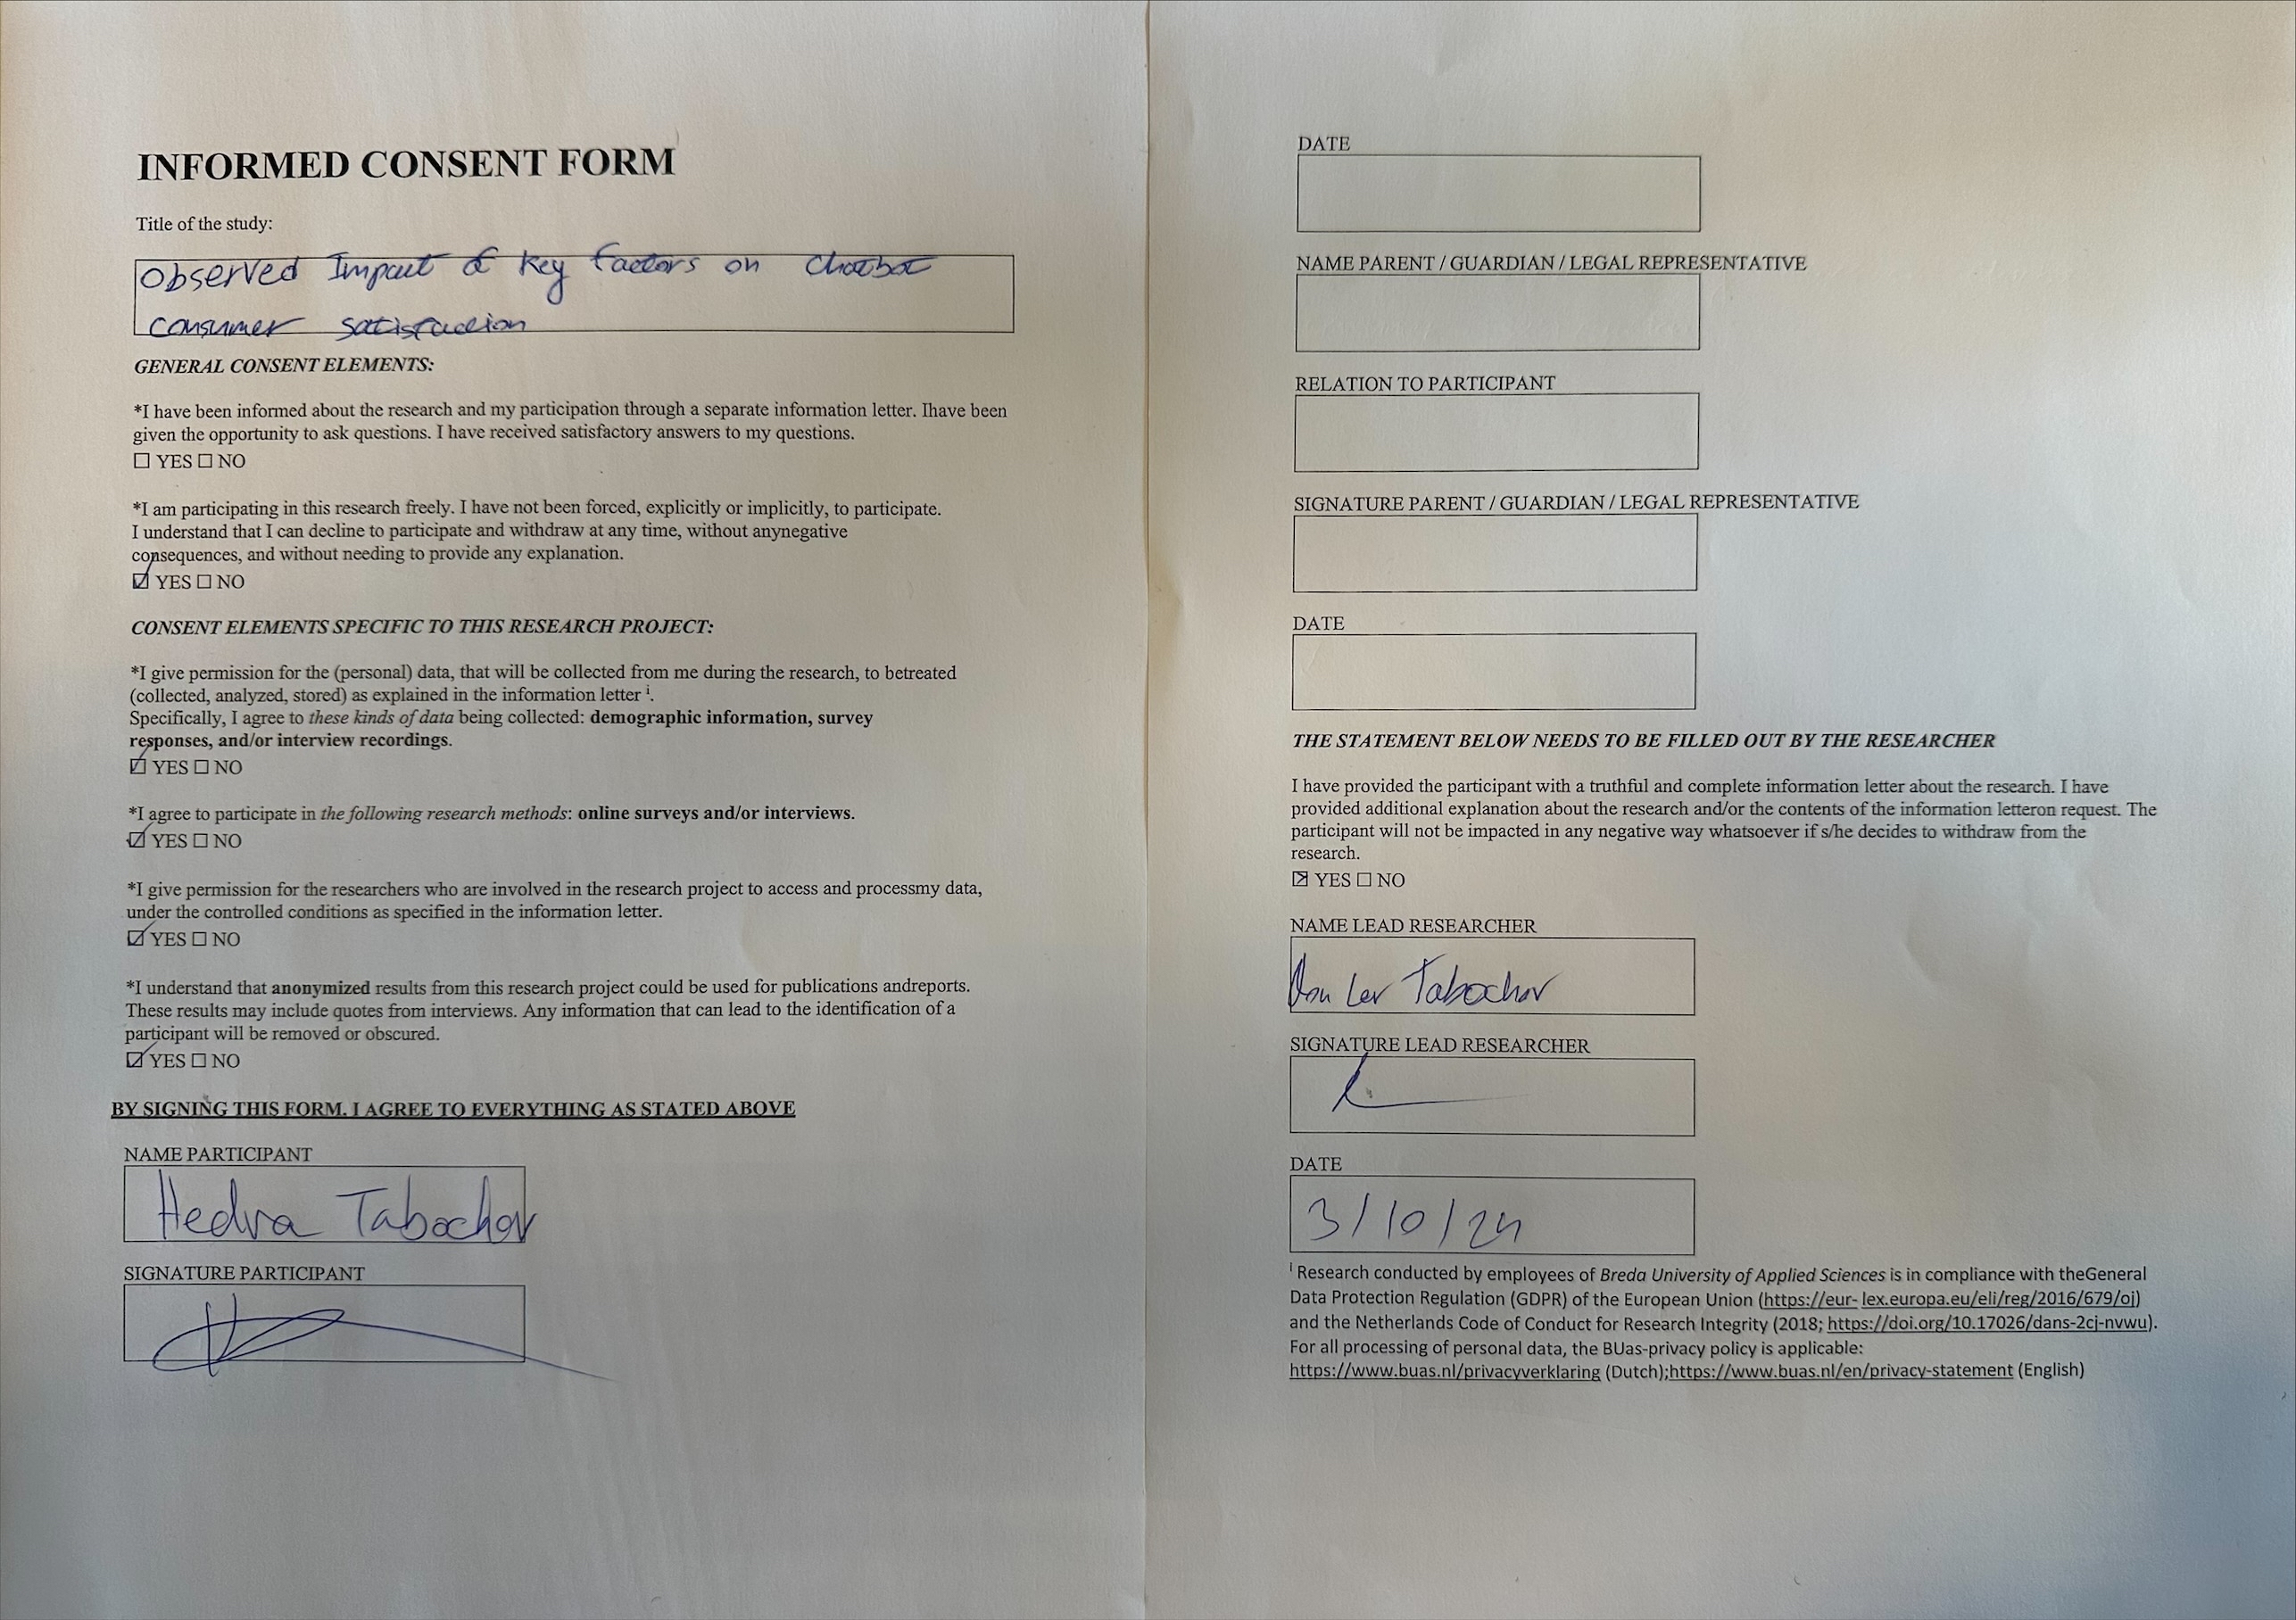 INFORMED CONSENT FORM
Title of the study:
Observed Impact of Key factors on Chatbot
consumer satisfaction
GENERAL CONSENT ELEMENTS:
*I have been informed about the research and my participation through a separate information letter. Ihave been
given the opportunity to ask questions. I have received satisfactory answers to my questions.
☐ YES ☐ NO
*I am participating in this research freely. I have not been forced, explicitly or implicitly, to participate.
I understand that I can decline to participate and withdraw at any time, without anynegative
consequences, and without needing to provide any explanation.
☑ YES ☐ NO
CONSENT ELEMENTS SPECIFIC TO THIS RESEARCH PROJECT:
*I give permission for the (personal) data, that will be collected from me during the research, to betreated
(collected, analyzed, stored) as explained in the information letter i.
Specifically, I agree to these kinds of data being collected: demographic information, survey
responses, and/or interview recordings.
☑ YES ☐ NO
*I agree to participate in the following research methods: online surveys and/or interviews.
☑ YES ☐ NO
*I give permission for the researchers who are involved in the research project to access and processmy data,
under the controlled conditions as specified in the information letter.
☑ YES ☐ NO
*I understand that anonymized results from this research project could be used for publications andreports.
These results may include quotes from interviews. Any information that can lead to the identification of a
participant will be removed or obscured.
☑ YES ☐ NO
BY SIGNING THIS FORM, I AGREE TO EVERYTHING AS STATED ABOVE
NAME PARTICIPANT
Hedva Tabochov
SIGNATURE PARTICIPANT
DATE
NAME PARENT / GUARDIAN / LEGAL REPRESENTATIVE
RELATION TO PARTICIPANT
SIGNATURE PARENT / GUARDIAN / LEGAL REPRESENTATIVE
DATE
THE STATEMENT BELOW NEEDS TO BE FILLED OUT BY THE RESEARCHER
I have provided the participant with a truthful and complete information letter about the research. I have
provided additional explanation about the research and/or the contents of the information letteron request. The
participant will not be impacted in any negative way whatsoever if s/he decides to withdraw from the
research.
☒ YES ☐ NO
NAME LEAD RESEARCHER
Lev Tabochov
SIGNATURE LEAD RESEARCHER
DATE
3/10/24
i Research conducted by employees of Breda University of Applied Sciences is in compliance with theGeneral
Data Protection Regulation (GDPR) of the European Union (https://eur- lex.europa.eu/eli/reg/2016/679/oj)
and the Netherlands Code of Conduct for Research Integrity (2018; https://doi.org/10.17026/dans-2cj-nvwu).
For all processing of personal data, the BUas-privacy policy is applicable:
https://www.buas.nl/privacyverklaring (Dutch);https://www.buas.nl/en/privacy-statement (English)